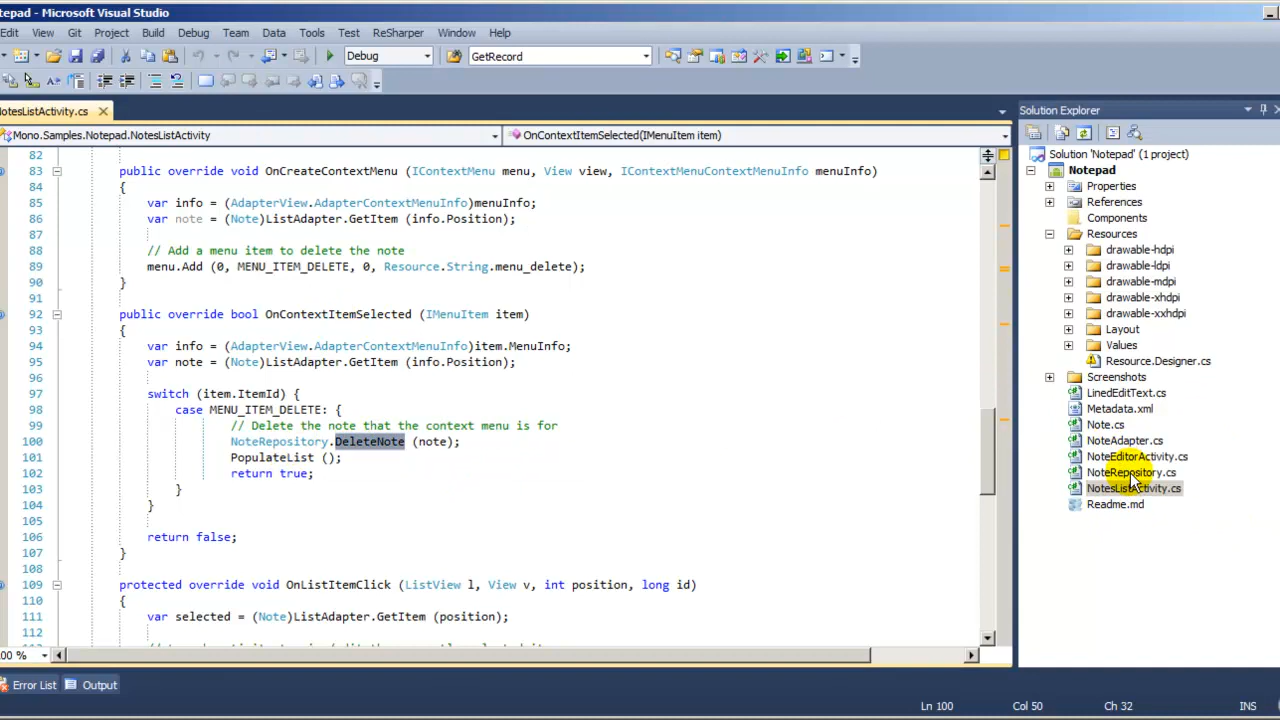 Notepad - Microsoft Visual Studio
Edit View Git Project Build Debug Team Data Tools Test ReSharper Window Help
Debug GetRecord
NotesListActivity.cs
Mono.Samples.Notepad.NotesListActivity OnContextItemSelected(IMenuItem item)
82
83 public override void OnCreateContextMenu (IContextMenu menu, View view, IContextMenuContextMenuInfo menuInfo)
84 {
85 var info = (AdapterView.AdapterContextMenuInfo)menuInfo;
86 var note = (Note)ListAdapter.GetItem (info.Position);
87
88 // Add a menu item to delete the note
89 menu.Add (0, MENU_ITEM_DELETE, 0, Resource.String.menu_delete);
90 }
91
92 public override bool OnContextItemSelected (IMenuItem item)
93 {
94 var info = (AdapterView.AdapterContextMenuInfo)item.MenuInfo;
95 var note = (Note)ListAdapter.GetItem (info.Position);
96
97 switch (item.ItemId) {
98 case MENU_ITEM_DELETE: {
99 // Delete the note that the context menu is for
100 NoteRepository.DeleteNote (note);
101 PopulateList ();
102 return true;
103 }
104 }
105
106 return false;
107 }
108
109 protected override void OnListItemClick (ListView l, View v, int position, long id)
110 {
111 var selected = (Note)ListAdapter.GetItem (position);
112
00 %
Solution Explorer
Solution 'Notepad' (1 project)
Notepad
Properties
References
Components
Resources
drawable-hdpi
drawable-ldpi
drawable-mdpi
drawable-xhdpi
drawable-xxhdpi
Layout
Values
Resource.Designer.cs
Screenshots
LinedEditText.cs
Metadata.xml
Note.cs
NoteAdapter.cs
NoteEditorActivity.cs
NoteRepository.cs
NotesListActivity.cs
Readme.md
Error List Output
Ln 100 Col 50 Ch 32 INS